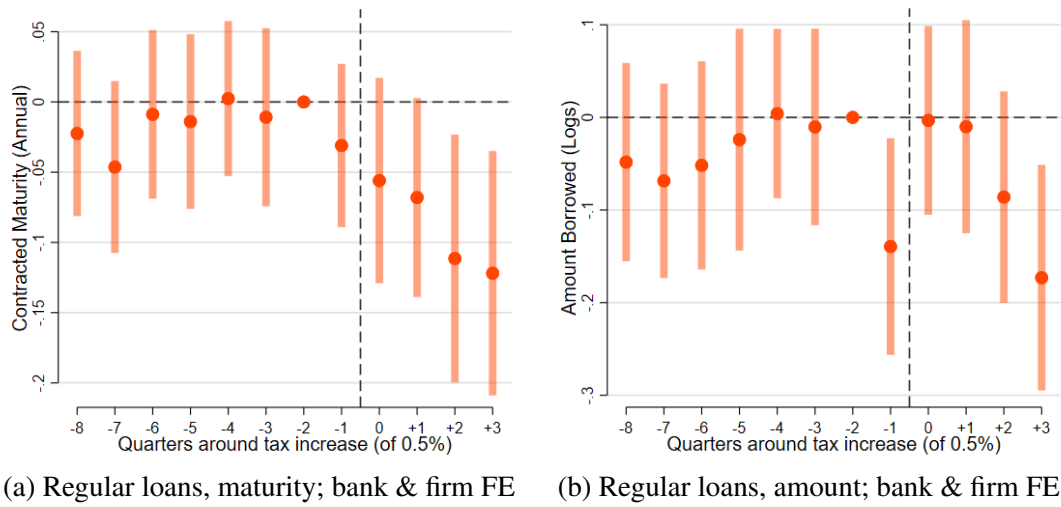 Contracted Maturity (Annual)
.05
0
-.05
-.1
-.15
-.2
-8 -7 -6 -5 -4 -3 -2 -1 0 +1 +2 +3
Quarters around tax increase (of 0.5%)
(a) Regular loans, maturity; bank & firm FE
Amount Borrowed (Logs)
.1
0
-.1
-.2
-.3
-8 -7 -6 -5 -4 -3 -2 -1 0 +1 +2 +3
Quarters around tax increase (of 0.5%)
(b) Regular loans, amount; bank & firm FE